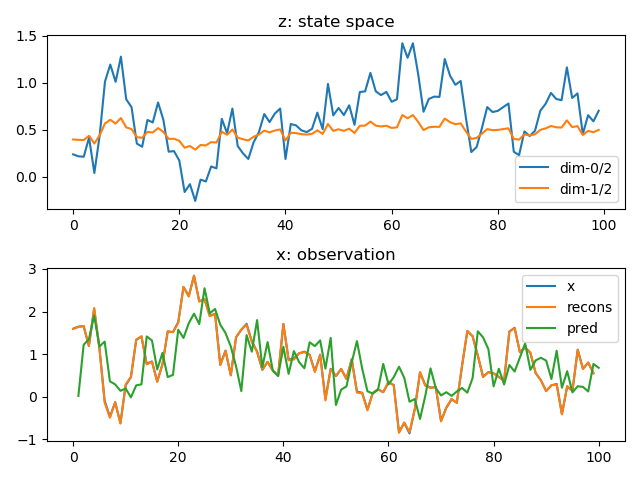 z: state space
1.5
1.0
0.5
0.0
dim-0/2
dim-1/2
0 20 40 60 80 100
x: observation
3
2
1
0
−1
x
recons
pred
0 20 40 60 80 100